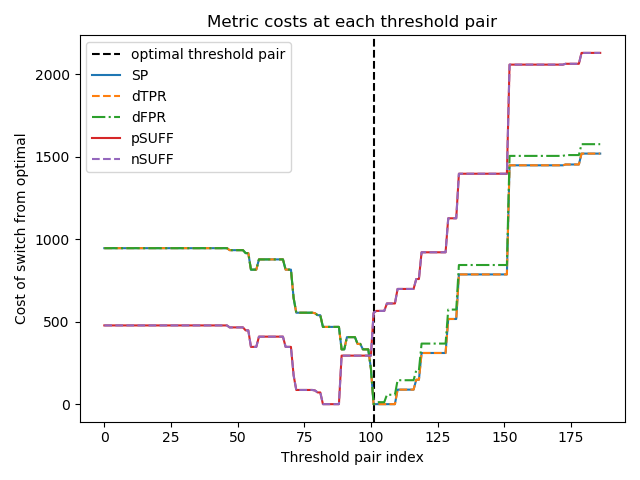 Metric costs at each threshold pair
optimal threshold pair
SP
dTPR
dFPR
pSUFF
nSUFF
Cost of switch from optimal
2000
1500
1000
500
0
0 25 50 75 100 125 150 175
Threshold pair index